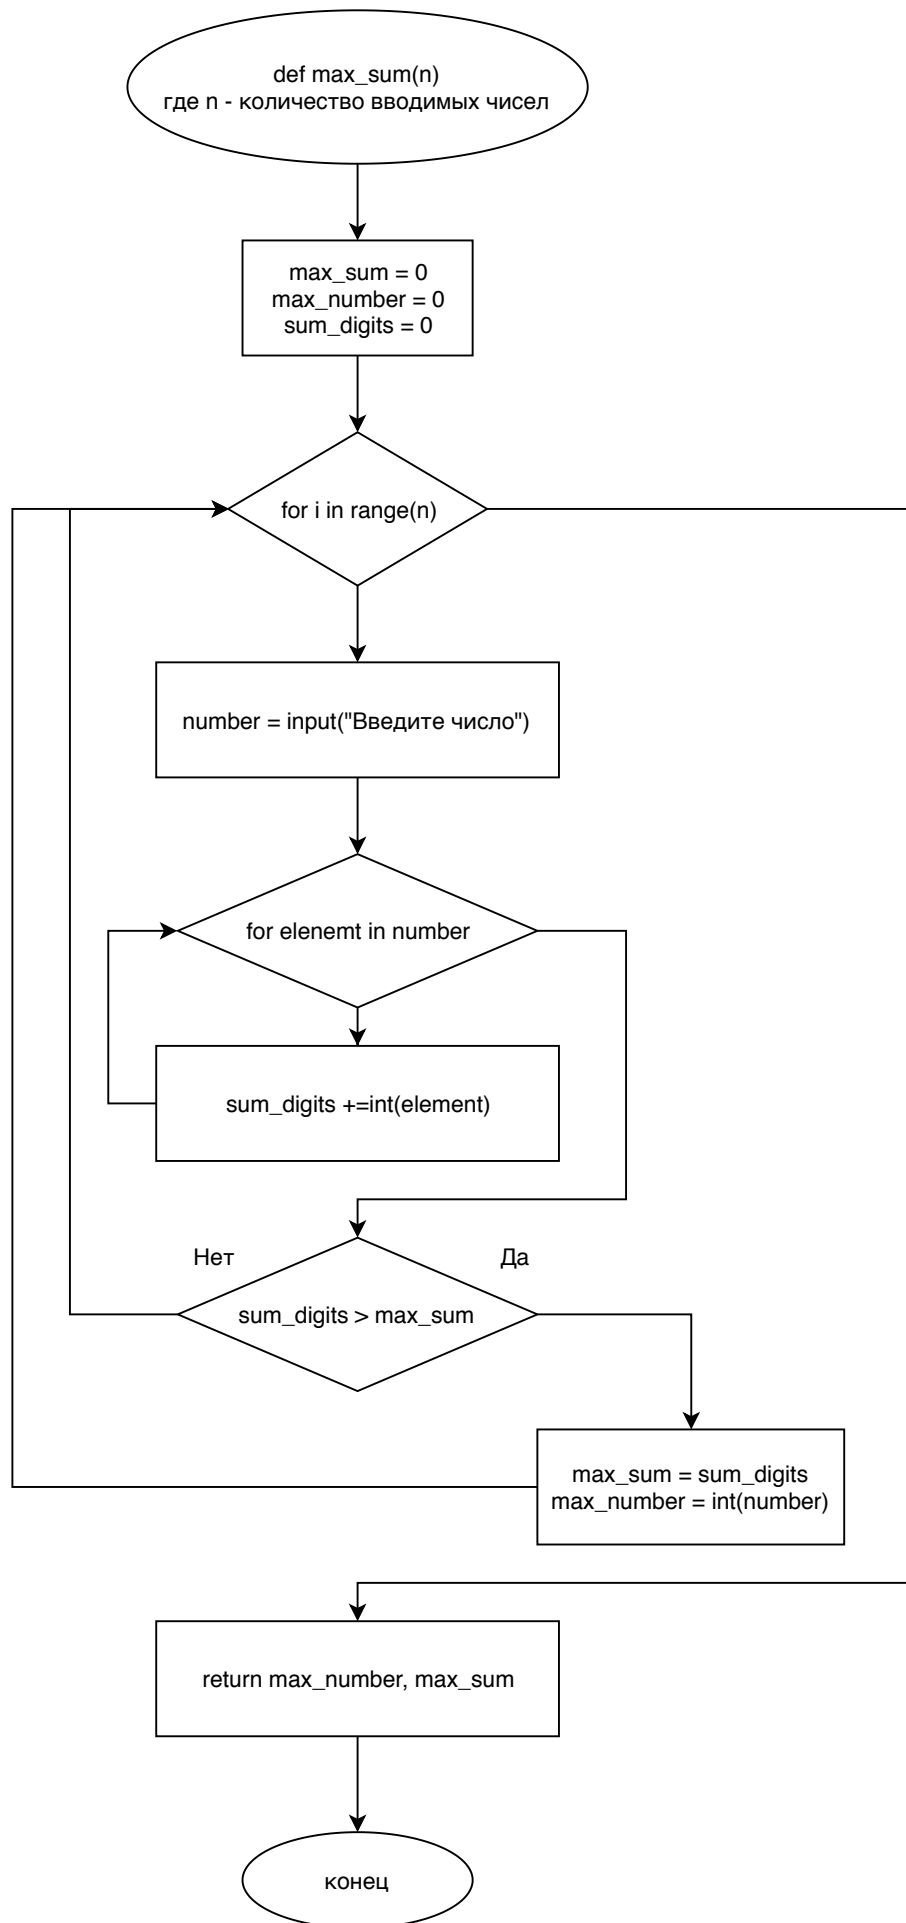 def max_sum(n)
где n - количество вводимых чисел
max_sum = 0
max_number = 0
sum_digits = 0
for i in range(n)
number = input("Введите число")
for elenemt in number
sum_digits +=int(element)
Нет
Да
sum_digits > max_sum
max_sum = sum_digits
max_number = int(number)
return max_number, max_sum
конец